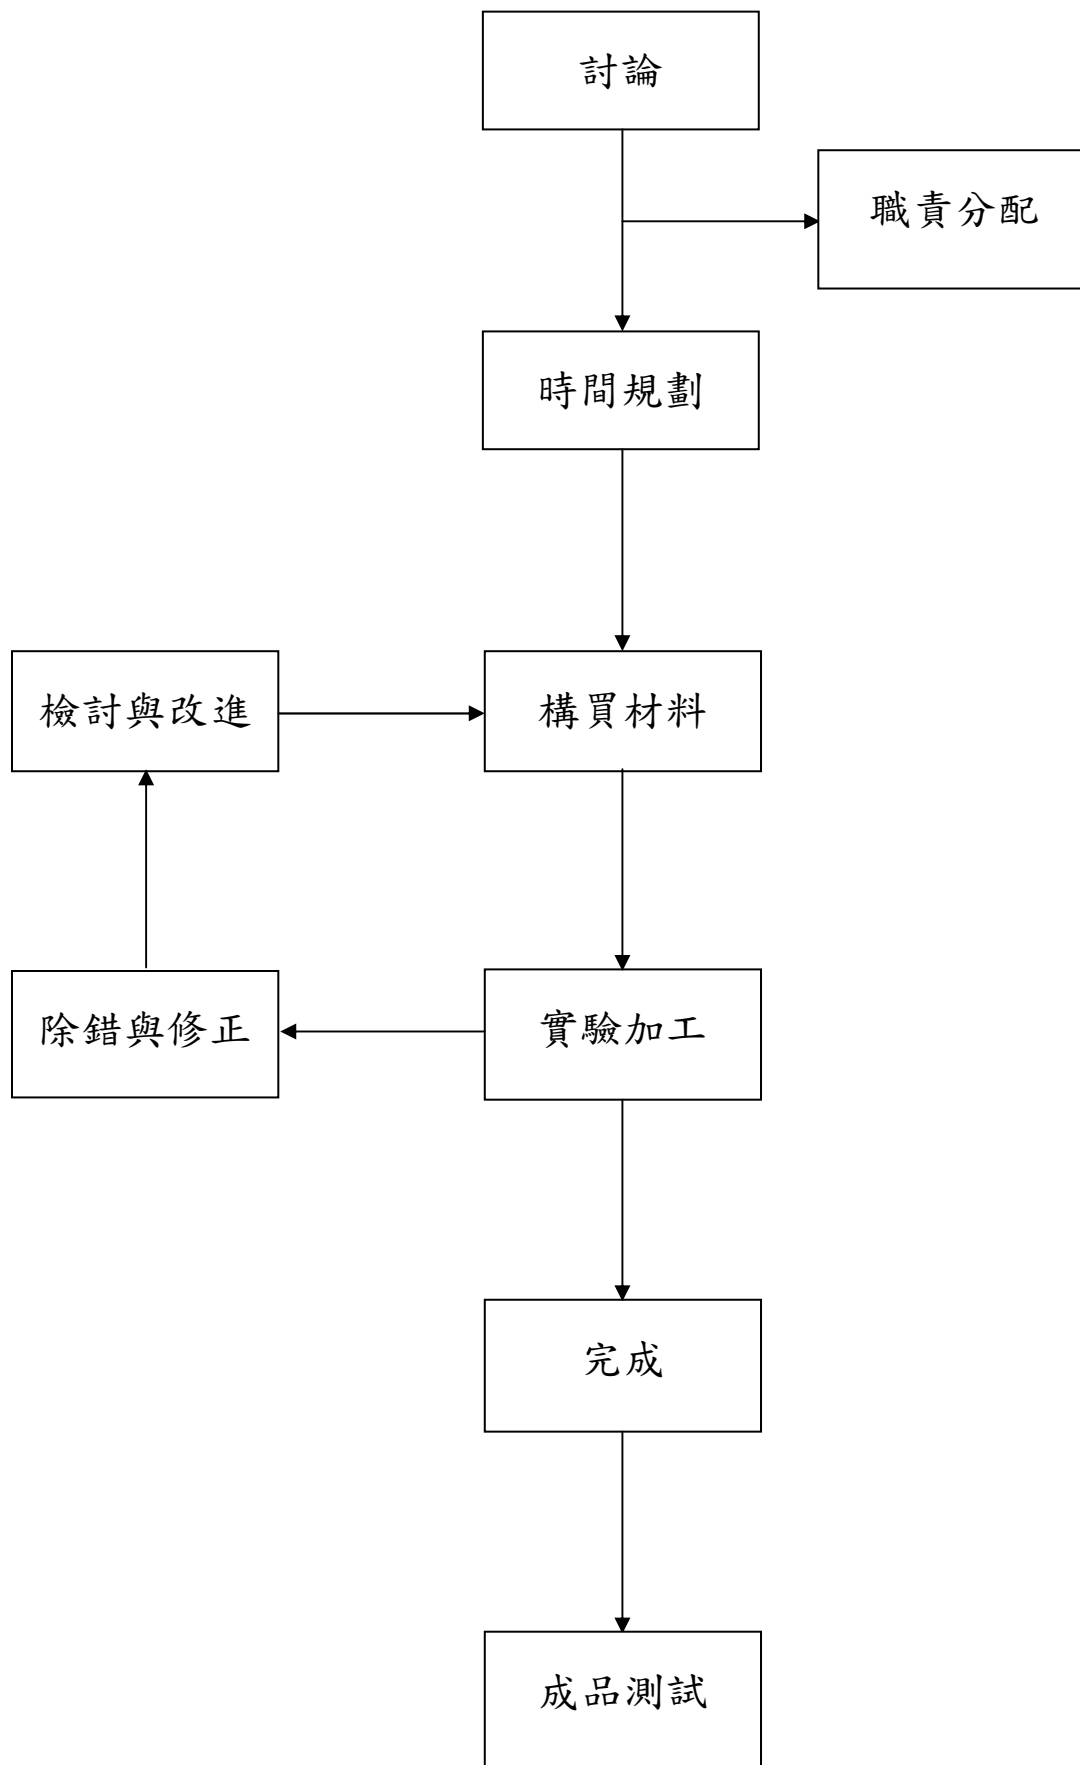 討論
職責分配
時間規劃
檢討與改進
構買材料
除錯與修正
實驗加工
完成
成品測試